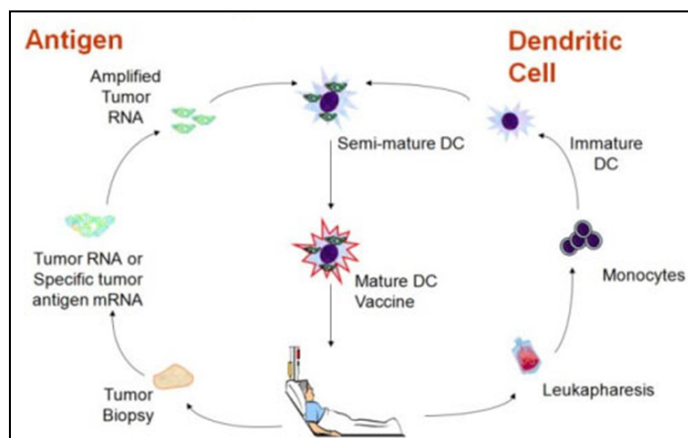 Antigen
Dendritic
Cell
Amplified
Tumor
RNA
Semi-mature DC
Immature
DC
Tumor RNA or
Specific tumor
antigen mRNA
Mature DC
Vaccine
Monocytes
Tumor
Biopsy
Leukapharesis